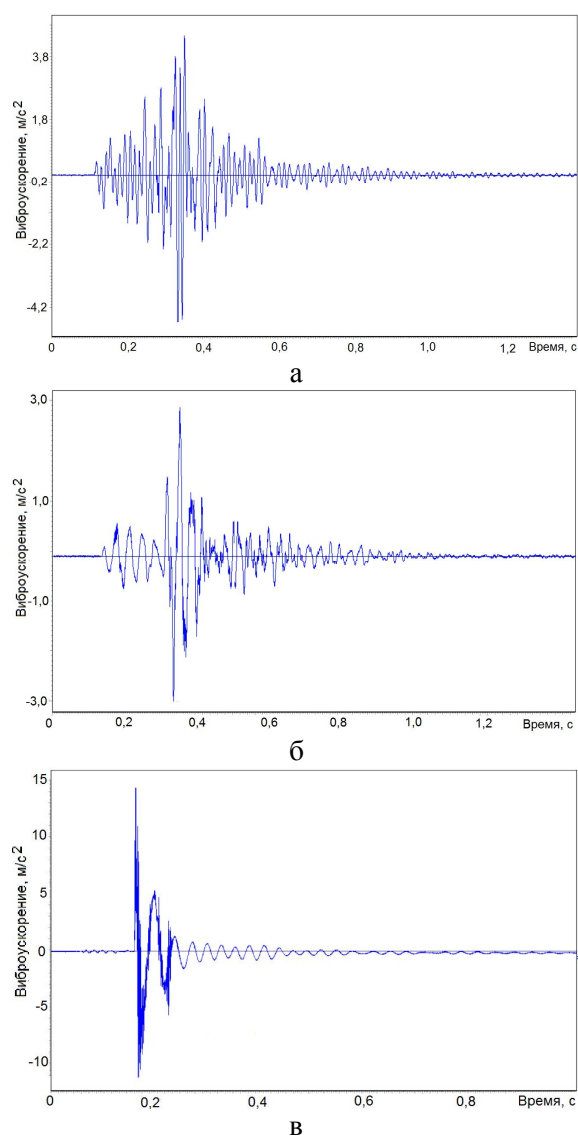 Виброускорение, м/с²
3,8
1,8
-0,2
-2,2
-4,2
0 0,2 0,4 0,6 0,8 1,0 1,2 Время, с
а
Виброускорение, м/с²
3,0
1,0
-1,0
-3,0
0 0,2 0,4 0,6 0,8 1,0 1,2 Время, с
б
Виброускорение, м/с²
15
10
5
0
-5
-10
0 0,2 0,4 0,6 0,8 Время, с
в